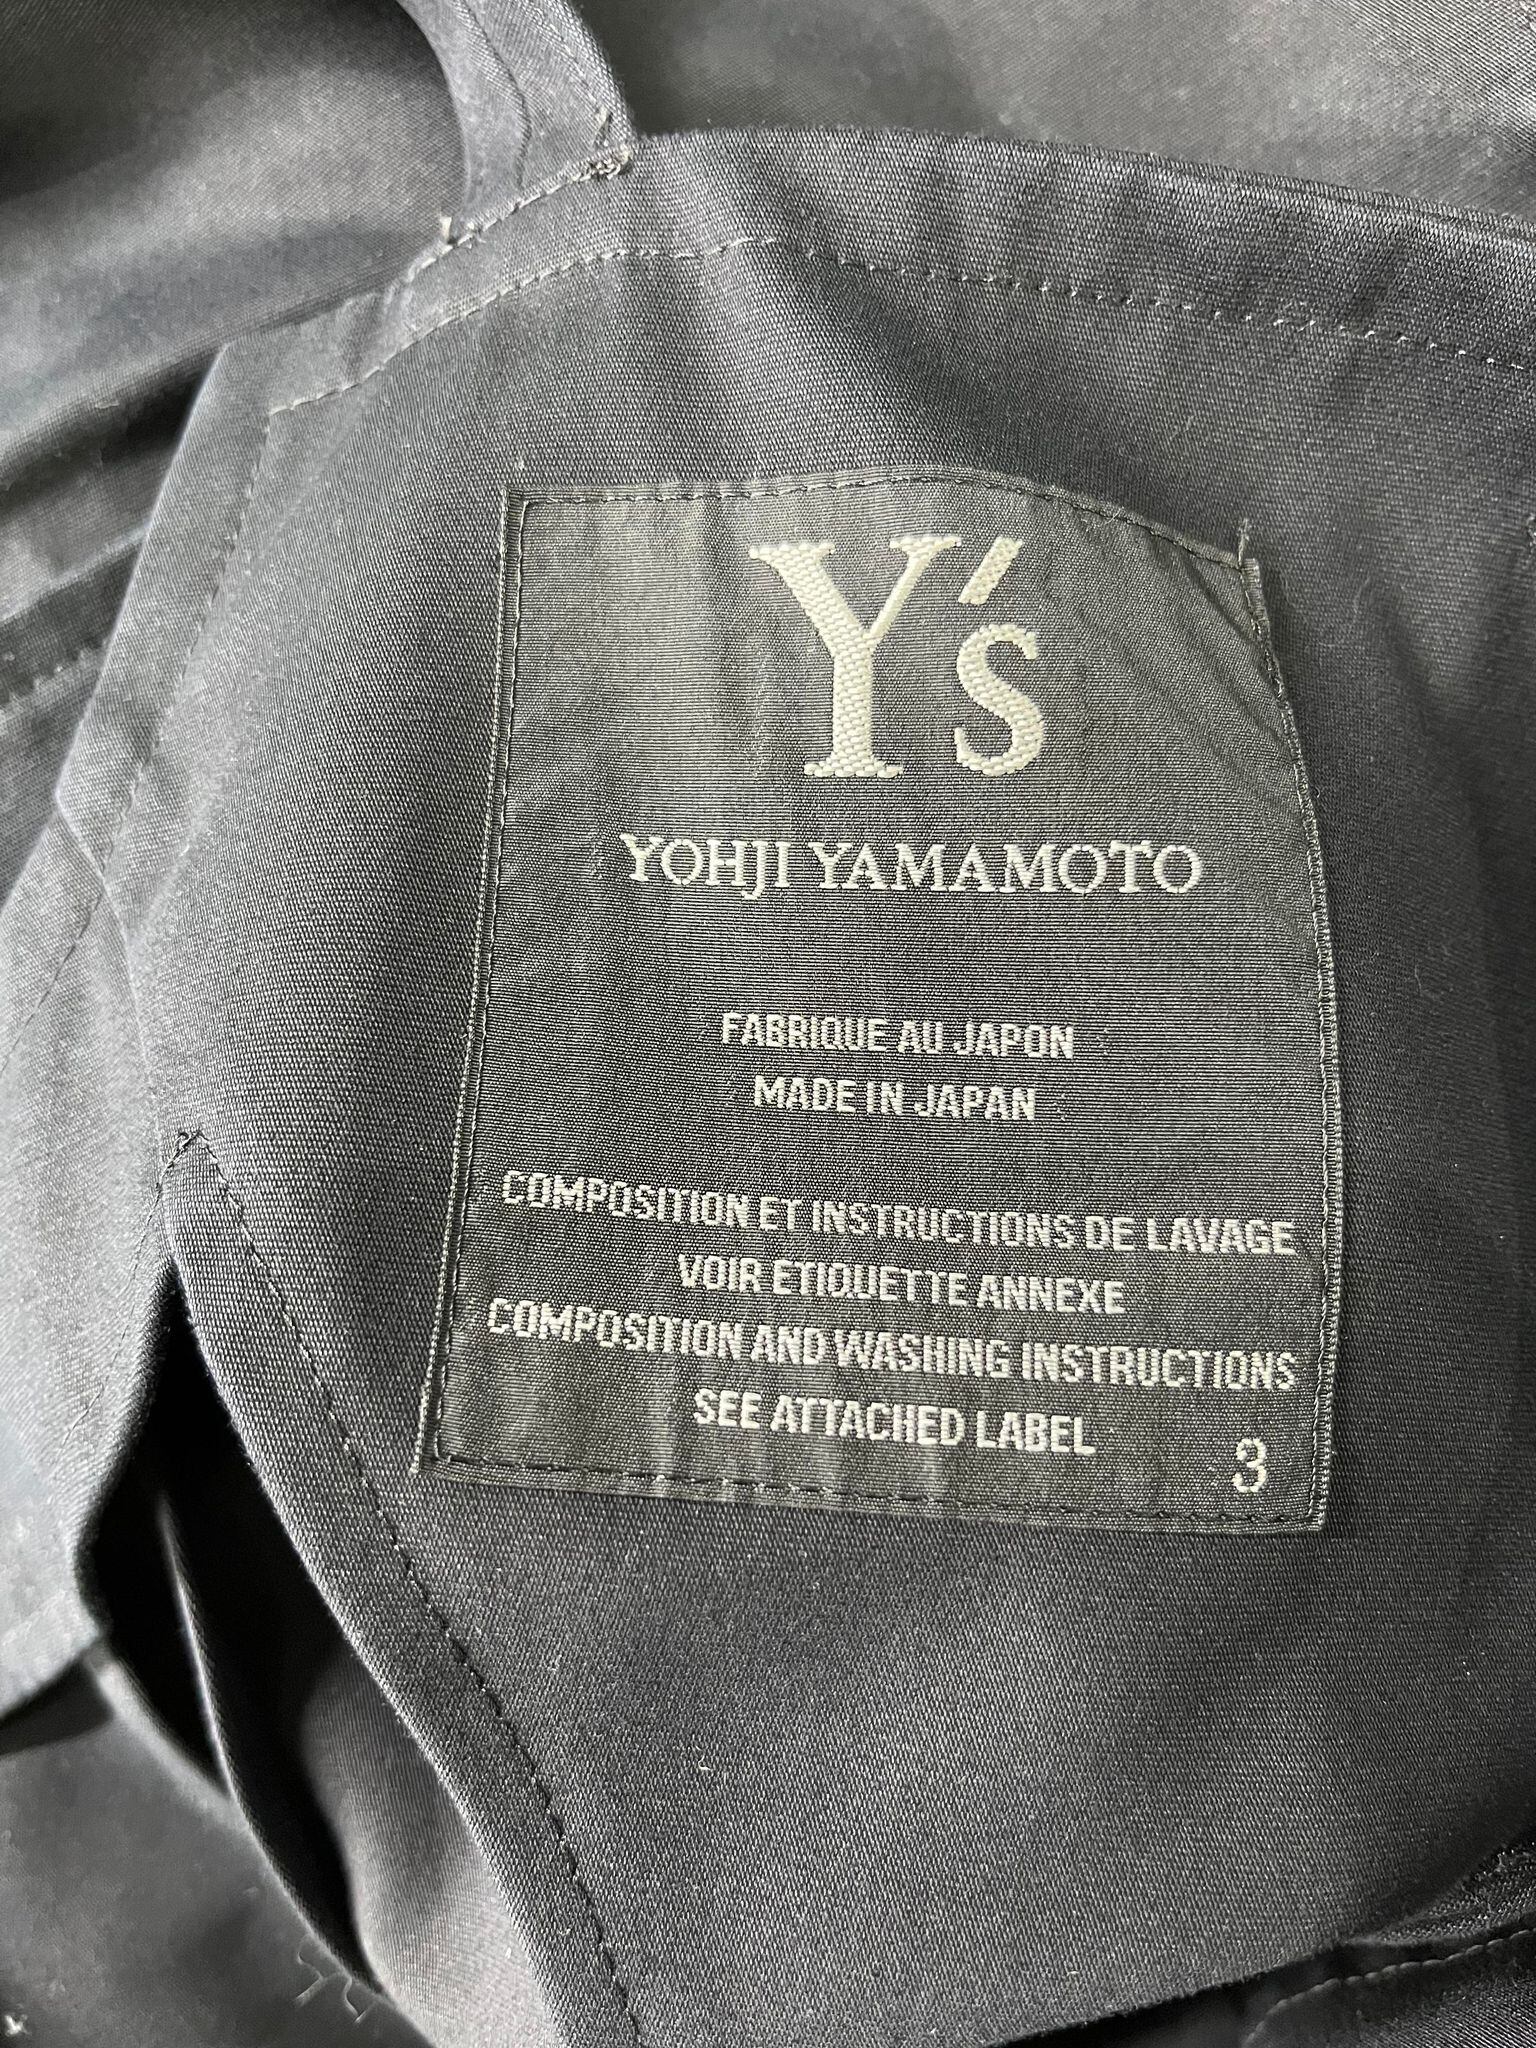 Y's
YOHJI YAMAMOTO
FABRIQUE AU JAPON
MADE IN JAPAN
COMPOSITION ET INSTRUCTIONS DE LAVAGE
VOIR ETIQUETTE ANNEXE
COMPOSITION AND WASHING INSTRUCTIONS
SEE ATTACHED LABEL
3